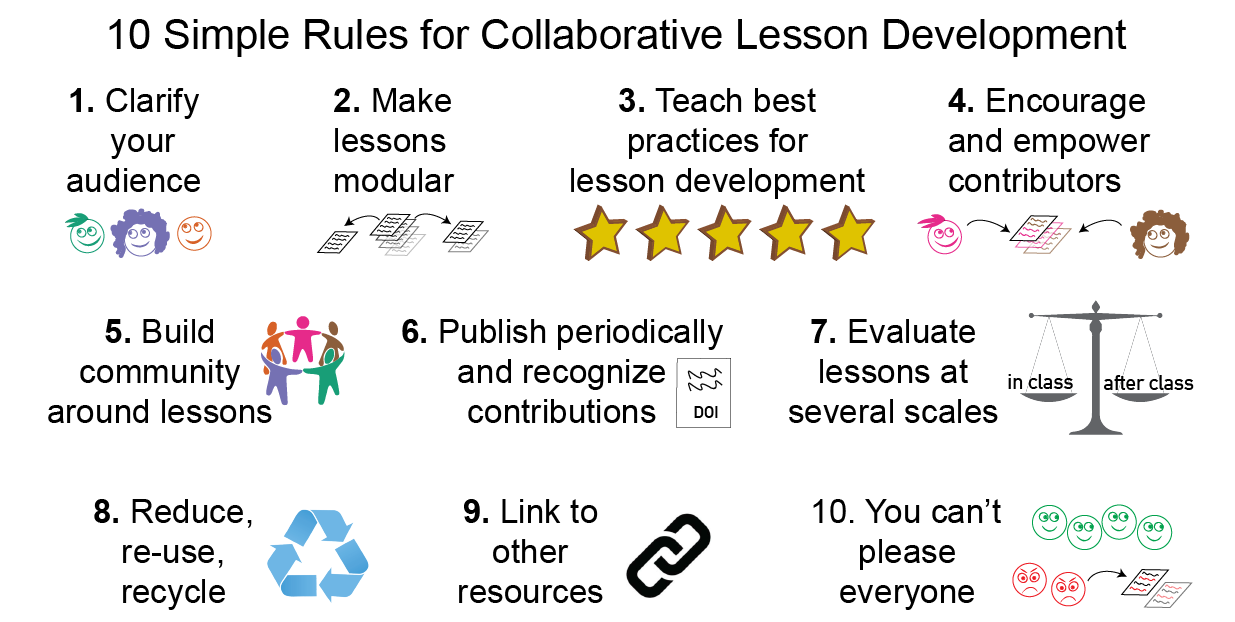 10 Simple Rules for Collaborative Lesson Development
1. Clarify
your
audience
2. Make
lessons
modular
3. Teach best
practices for
lesson development
4. Encourage
and empower
contributors
5. Build
community
around lessons
6. Publish periodically
and recognize
contributions
DOI
7. Evaluate
lessons at
several scales
in class
after class
8. Reduce,
re-use,
recycle
9. Link to
other
resources
10. You can’t
please
everyone